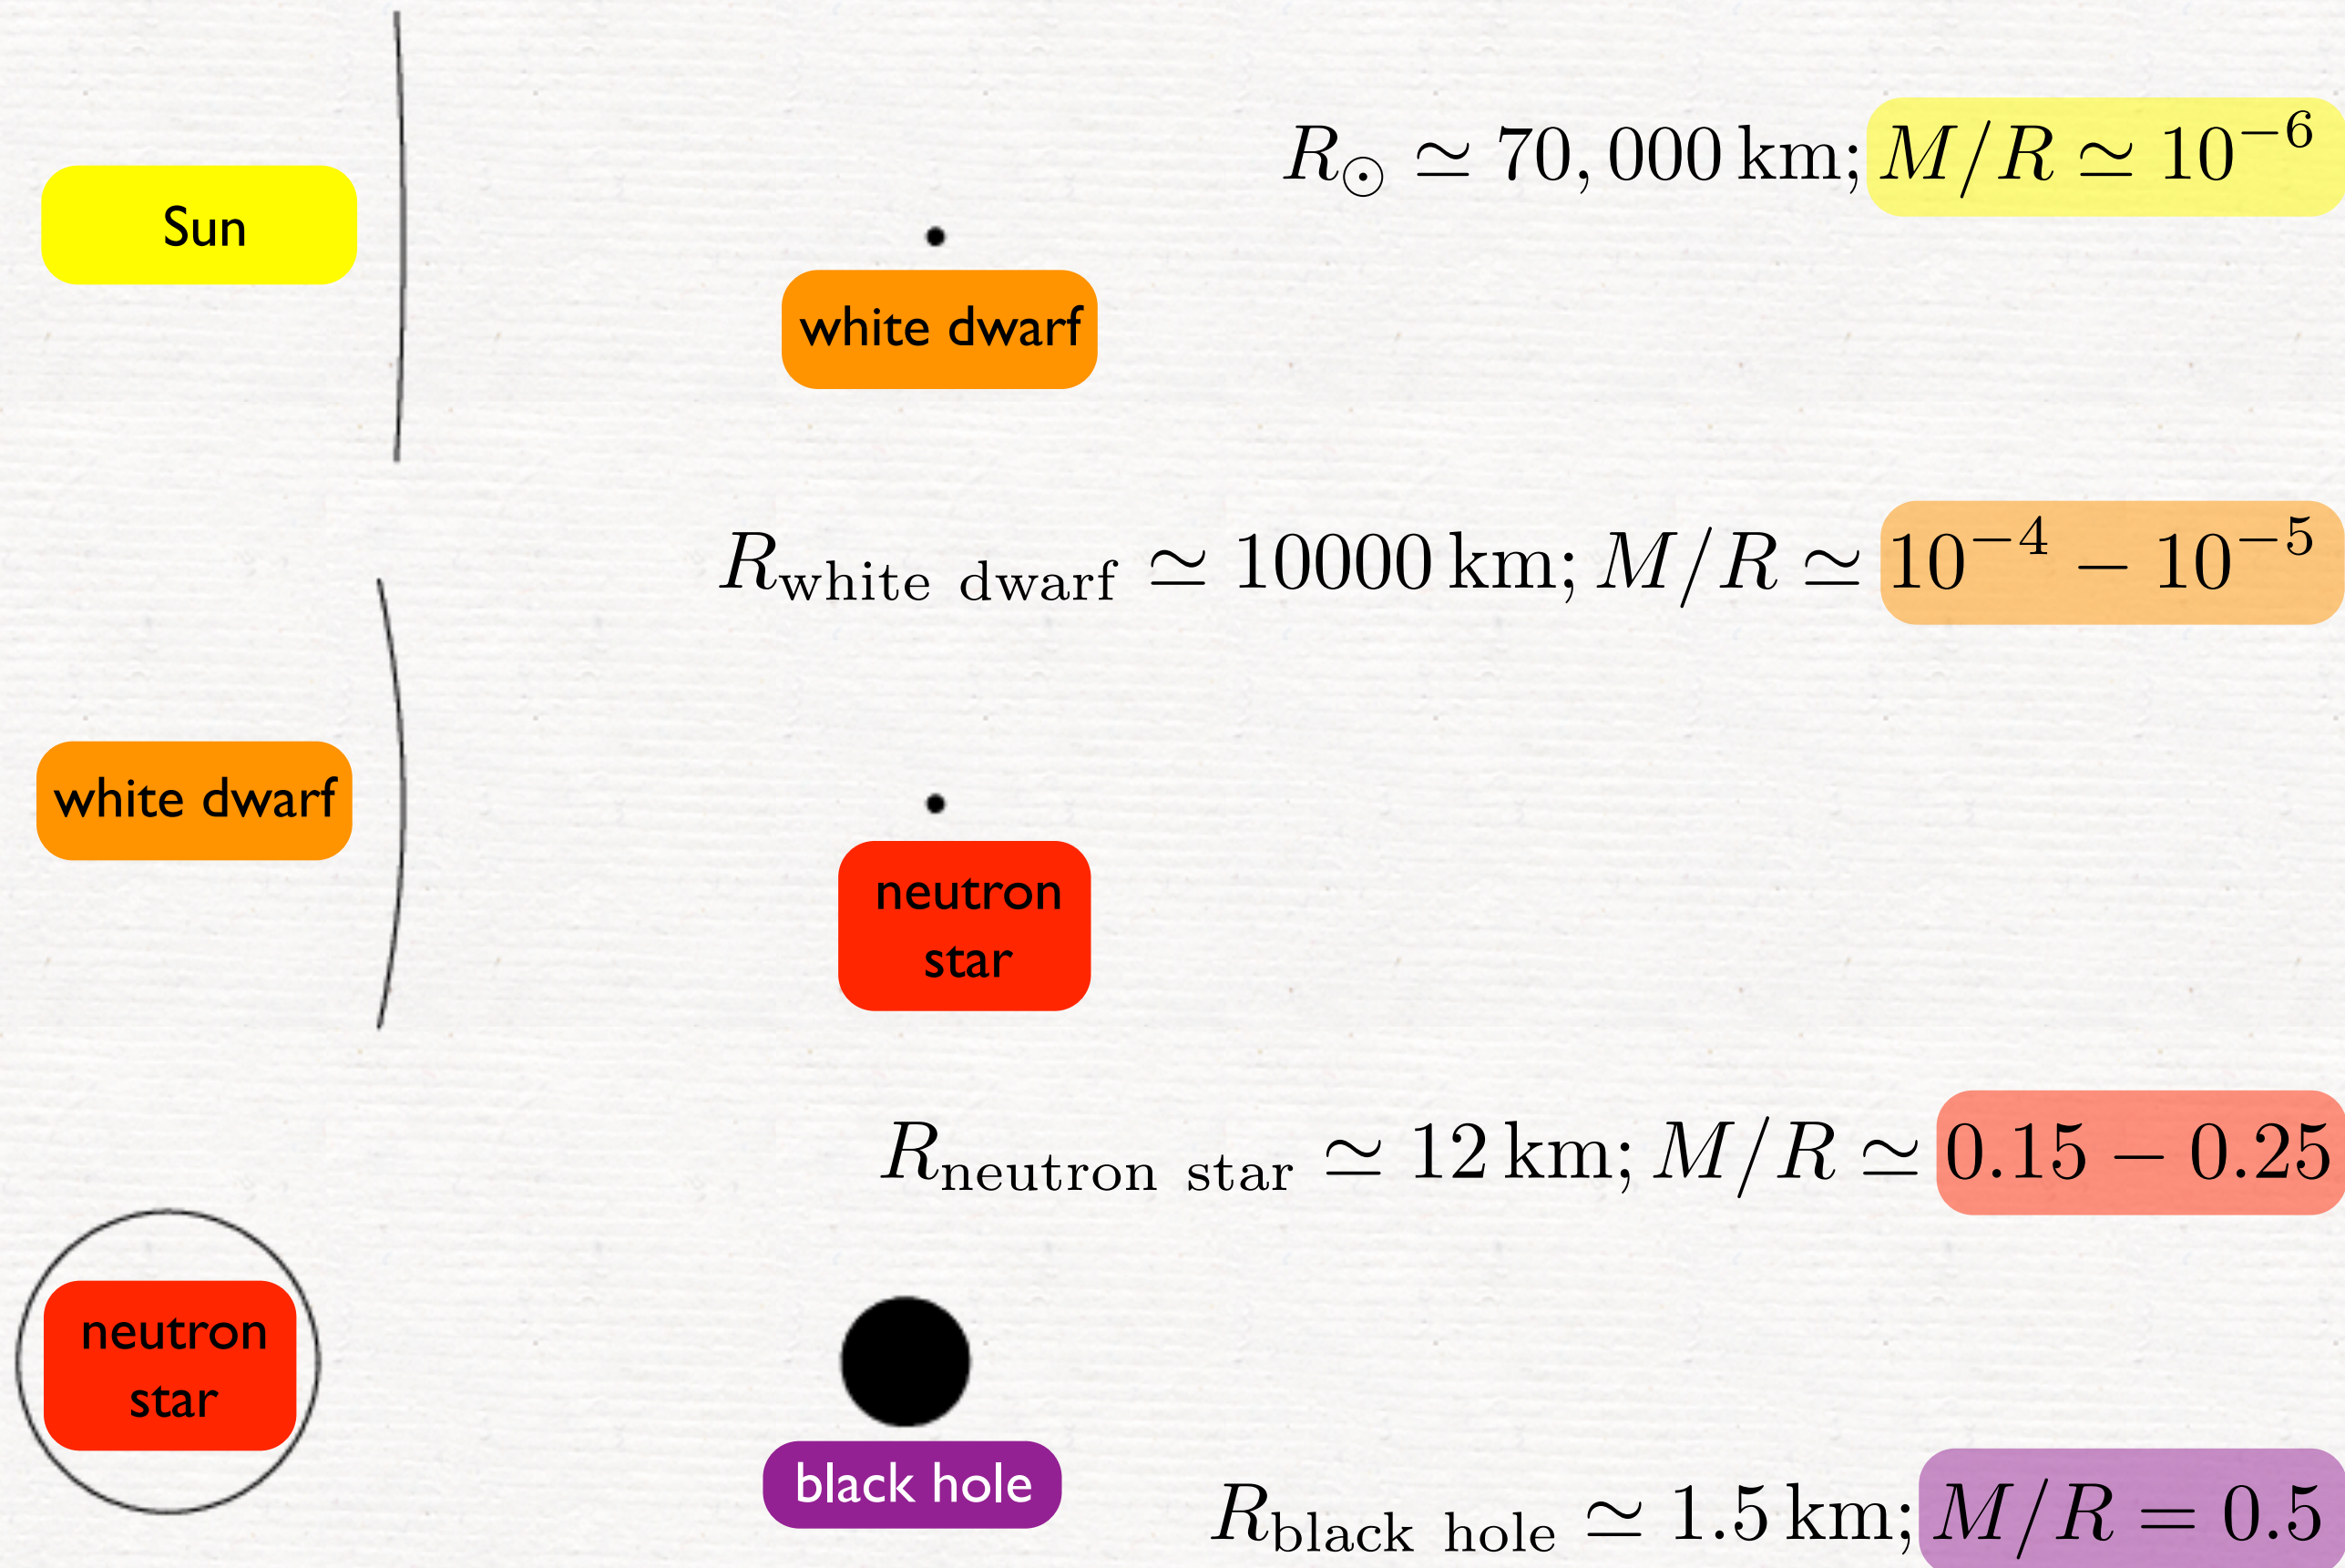 R⊙ ≃ 70,000 km; M/R ≃ 10⁻⁶
Sun
white dwarf
R_white dwarf ≃ 10000 km; M/R ≃ 10⁻⁴ − 10⁻⁵
white dwarf
neutron
star
R_neutron star ≃ 12 km; M/R ≃ 0.15 − 0.25
neutron
star
black hole
R_black hole ≃ 1.5 km; M/R = 0.5